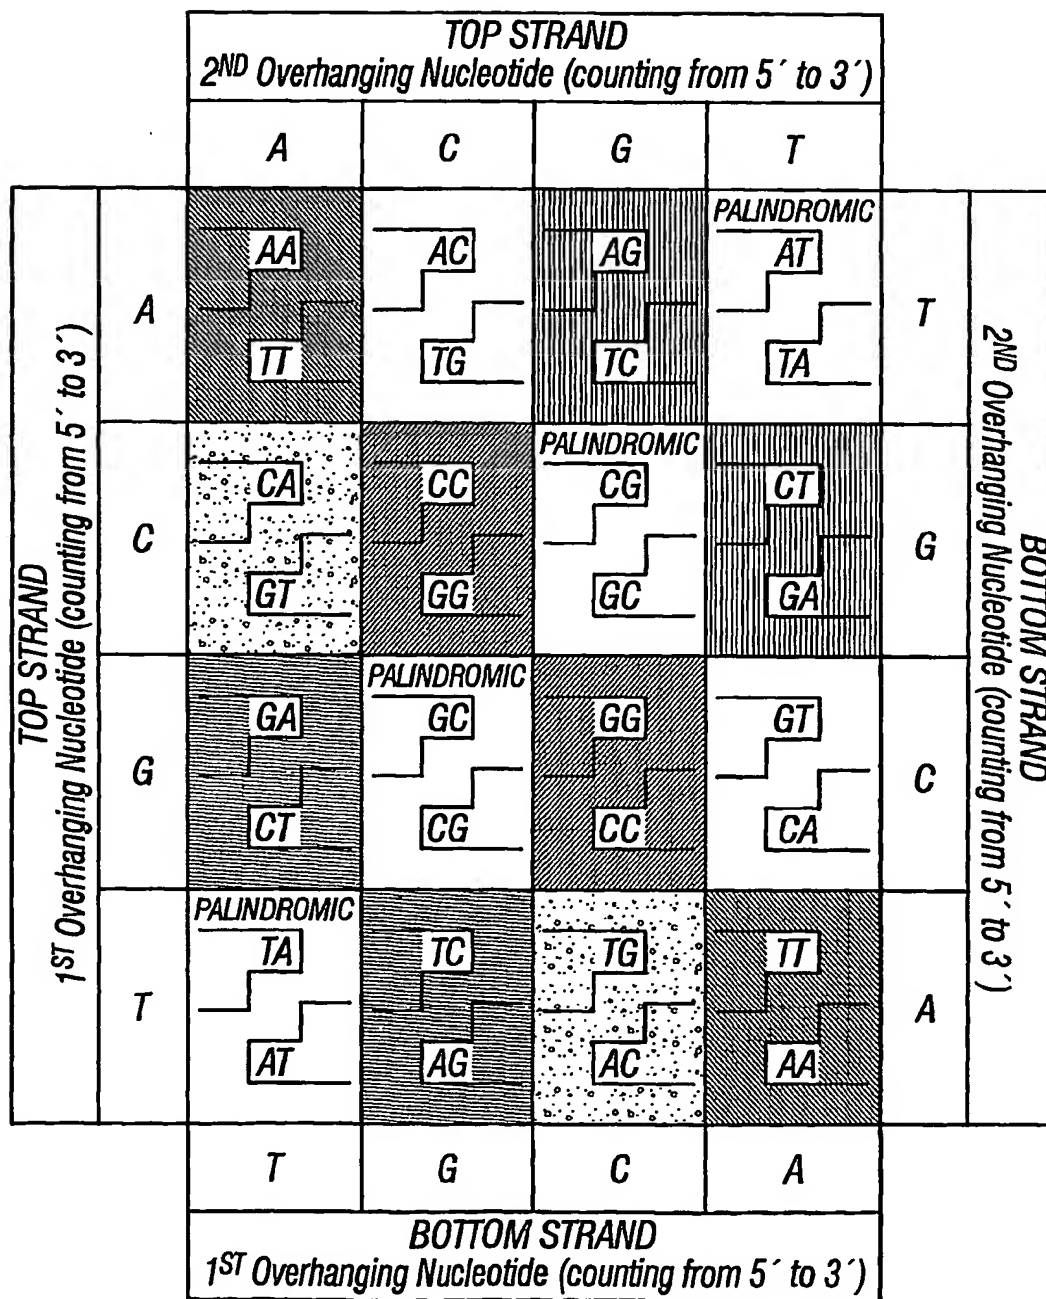 TOP STRAND
2ND Overhanging Nucleotide (counting from 5´ to 3´)
A C G T
TOP STRAND
1ST Overhanging Nucleotide (counting from 5´ to 3´)
A
AA
TT
AC
TG
AG
TC
PALINDROMIC
AT
TA
T
C
CA
GT
CC
GG
PALINDROMIC
CG
GC
CT
GA
G
G
GA
CT
PALINDROMIC
GC
CG
GG
CC
GT
CA
C
T
PALINDROMIC
TA
AT
TC
AG
TG
AC
TT
AA
A
2ND Overhanging Nucleotide (counting from 5´ to 3´)
BOTTOM STRAND
T G C A
BOTTOM STRAND
1ST Overhanging Nucleotide (counting from 5´ to 3´)